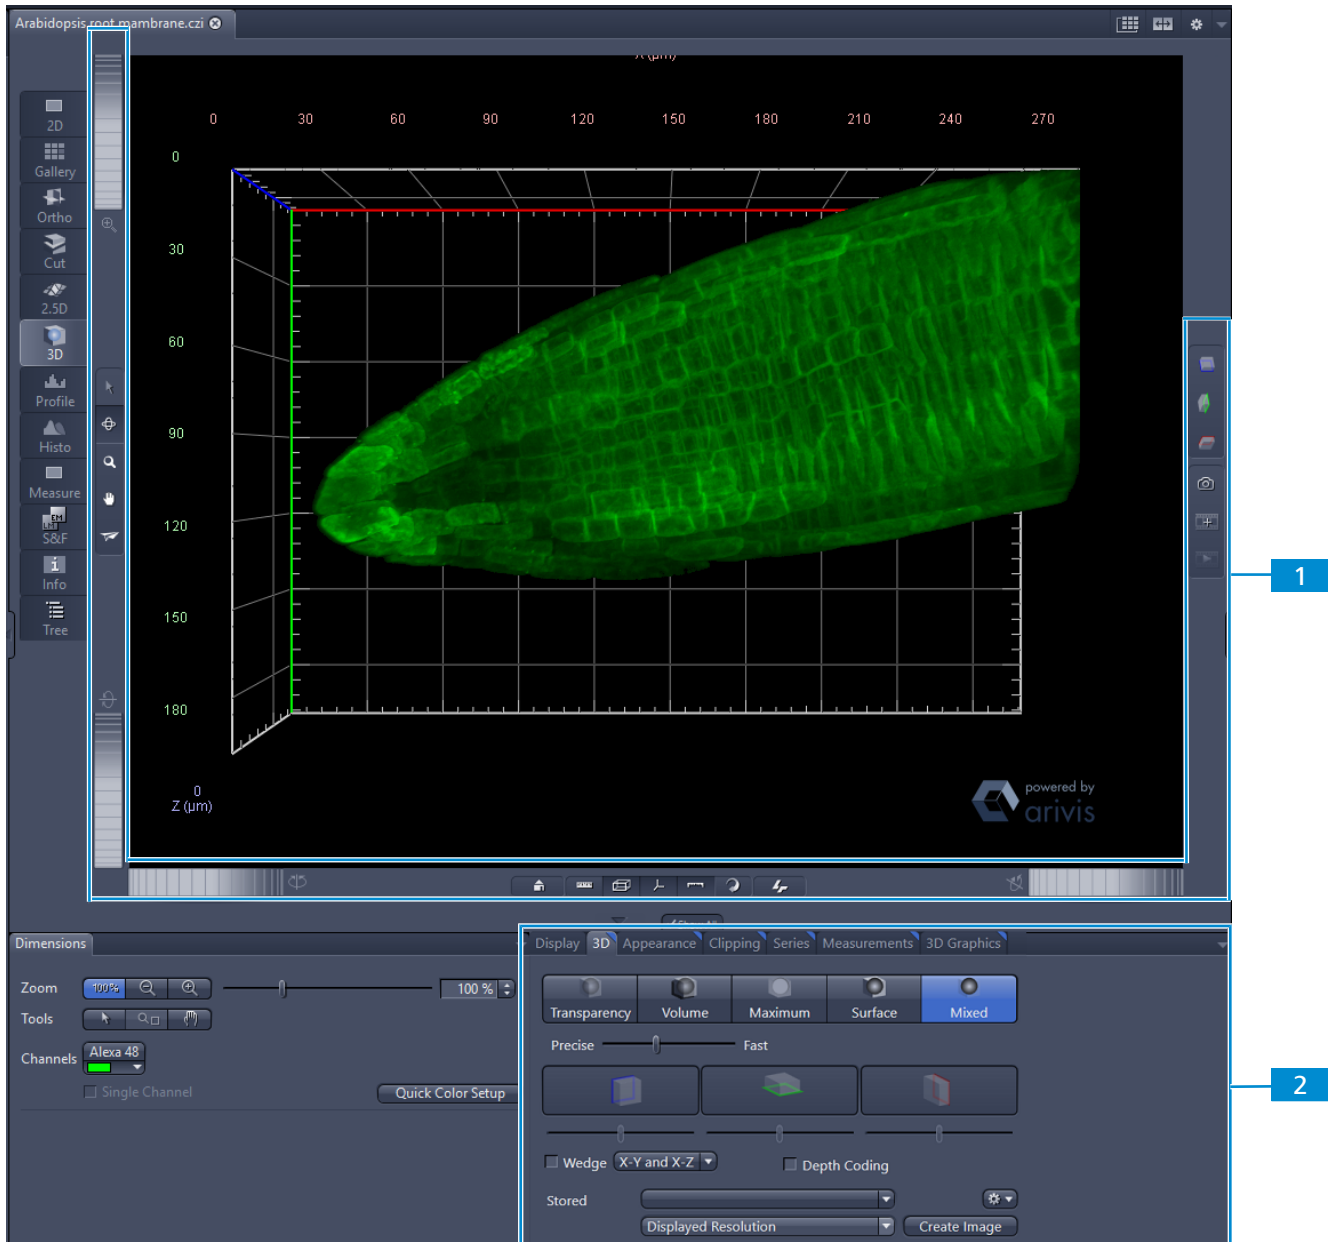 Arabidopsis root mambrane.czi
X (µm)
0 30 60 90 120 150 180 210 240 270
0
30
60
90
120
150
180
0
Z (µm)
2D
Gallery
Ortho
Cut
2.5D
3D
Profile
Histo
Measure
EM
LM
S&F
i
Info
Tree
powered by
arivis
1
Dimensions
Zoom 100% 100 %
Tools
Channels Alexa 48
Single Channel Quick Color Setup
Display 3D Appearance Clipping Series Measurements 3D Graphics
Transparency Volume Maximum Surface Mixed
Precise Fast
2
Wedge X-Y and X-Z Depth Coding
Stored
Displayed Resolution Create Image